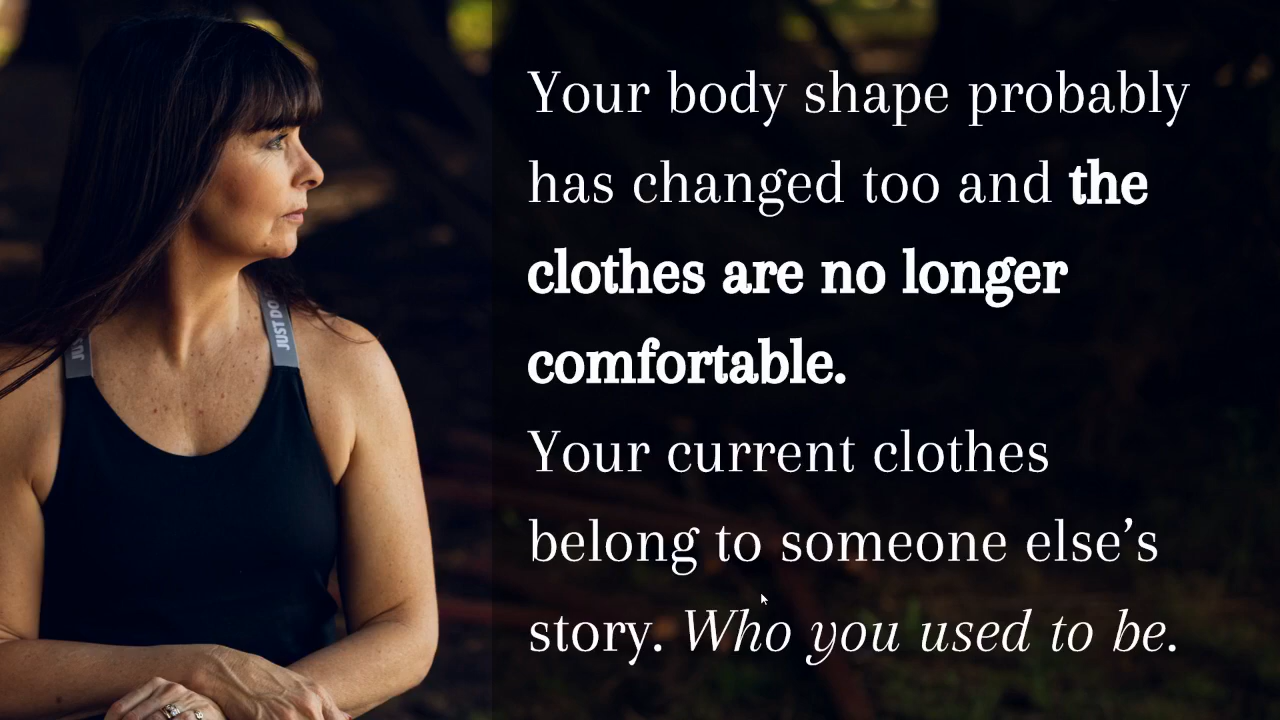 Your body shape probably
has changed too and the
clothes are no longer
comfortable.
Your current clothes
belong to someone else’s
story. Who you used to be.
JUST DO
JUS